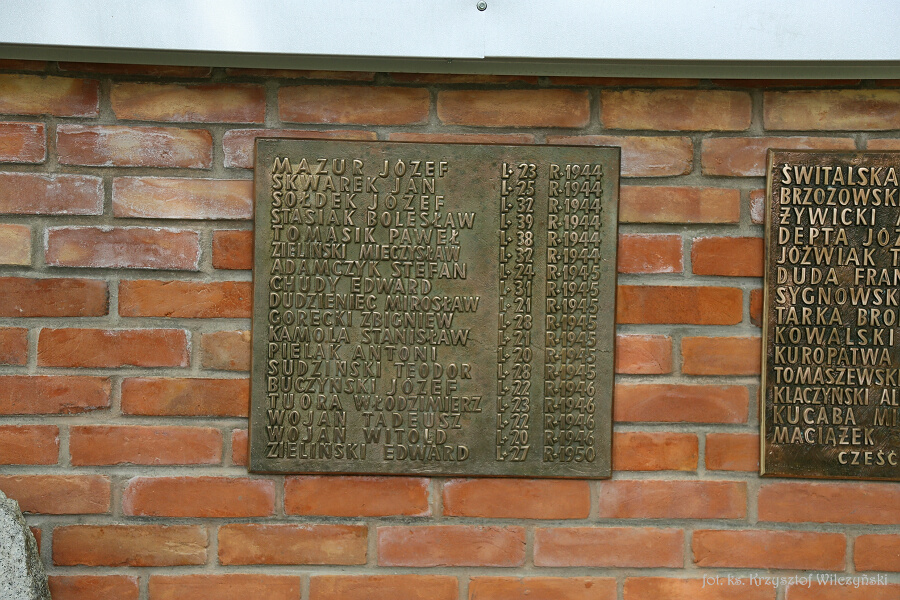 MAZUR JÓZEF L·23 R·1944
SKWAREK JAN L·25 R·1944
SOŁDEK JÓZEF L·32 R·1944
STASIAK BOLESŁAW L·39 R·1944
TOMASIK PAWEŁ L·38 R·1944
ZIELIŃSKI MIECZYSŁAW L·32 R·1944
ADAMCZYK STEFAN L·24 R·1945
CHUDY EDWARD L·31 R·1945
DUDZIENIEC MIROSŁAW L·21 R·1945
GÓRECKI ZBIGNIEW L·23 R·1945
KAMOLA STANISŁAW L·21 R·1945
PIELAK ANTONI L·20 R·1945
SUDZIŃSKI TEODOR L·28 R·1945
BUCZYŃSKI JÓZEF L·22 R·1946
TUORA WŁODZIMIERZ L·23 R·1946
WOJAN TADEUSZ L·22 R·1946
WOJAN WITOLD L·20 R·1946
ZIELIŃSKI EDWARD L·27 R·1950
ŚWITALSKA
BRZOZOWSK
ŻYWICKI A
DEPTA JÓZ
JÓŹWIAK T
DUDA FRAN
SYGNOWSK
TARKA BRO
KOWALSKI
KUROPATWA
TOMASZEWSK
KLACZYŃSKI AL
KUCABA MI
MACIĄŻEK
CZEŚĆ
fot. ks. Krzysztof Wilczyński